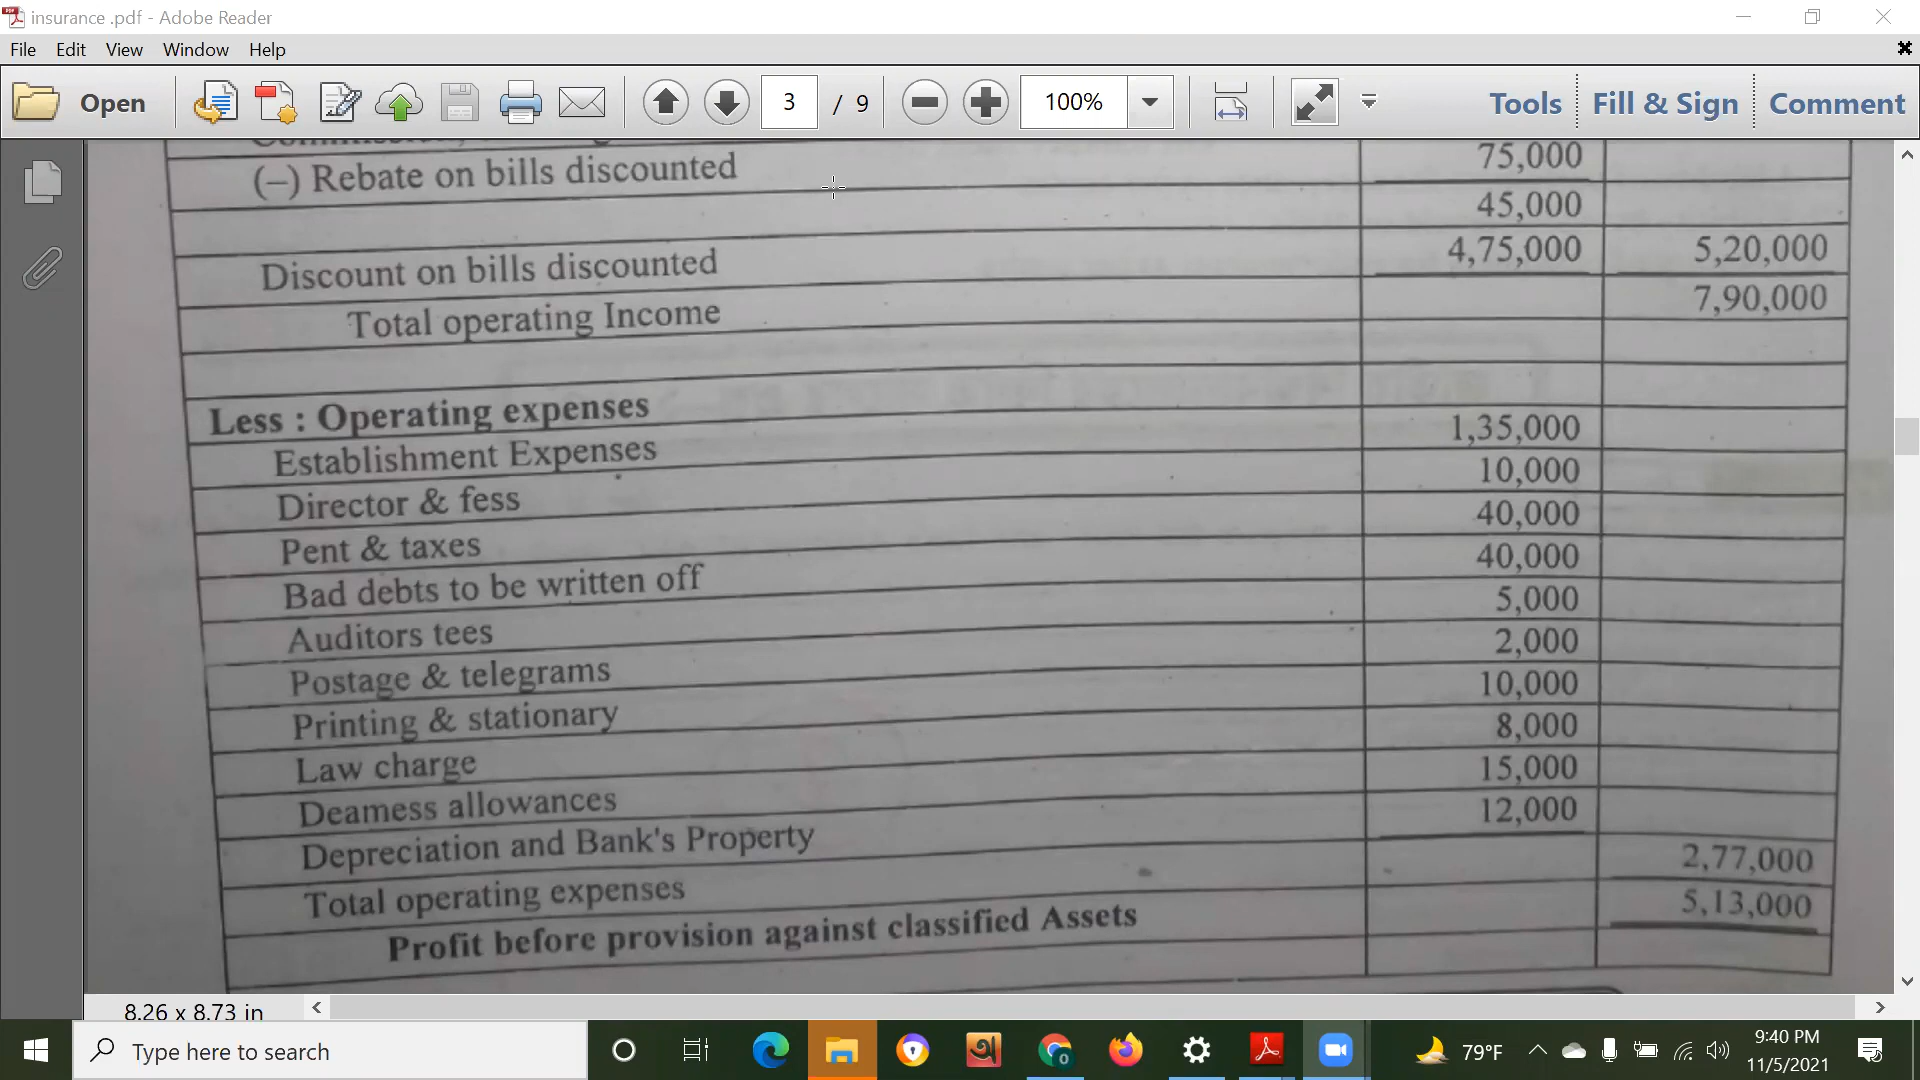 insurance .pdf - Adobe Reader
File Edit View Window Help
Open 3 / 9 100% Tools Fill & Sign Comment
75,000
(–) Rebate on bills discounted
45,000
Discount on bills discounted 4,75,000 5,20,000
Total operating Income 7,90,000
Less : Operating expenses
Establishment Expenses 1,35,000
Director & fess 10,000
Pent & taxes 40,000
Bad debts to be written off 40,000
Auditors tees 5,000
Postage & telegrams 2,000
Printing & stationary 10,000
Law charge 8,000
Deamess allowances 15,000
Depreciation and Bank's Property 12,000
Total operating expenses 2,77,000
Profit before provision against classified Assets 5,13,000
8.26 x 8.73 in
Type here to search
79°F
9:40 PM
11/5/2021